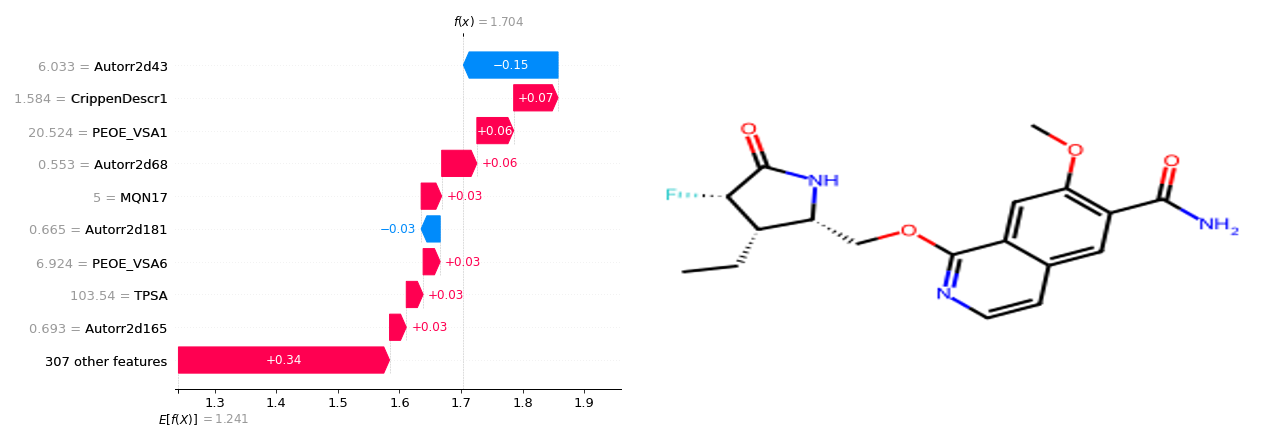 f(x) = 1.704
6.033 = Autorr2d43
−0.15
1.584 = CrippenDescr1
+0.07
20.524 = PEOE_VSA1
+0.06
0.553 = Autorr2d68
+0.06
5 = MQN17
+0.03
0.665 = Autorr2d181
−0.03
6.924 = PEOE_VSA6
+0.03
103.54 = TPSA
+0.03
0.693 = Autorr2d165
+0.03
307 other features
+0.34
1.3 1.4 1.5 1.6 1.7 1.8 1.9
E[f(X)] = 1.241
O
O
O
F
NH
NH2
O
N